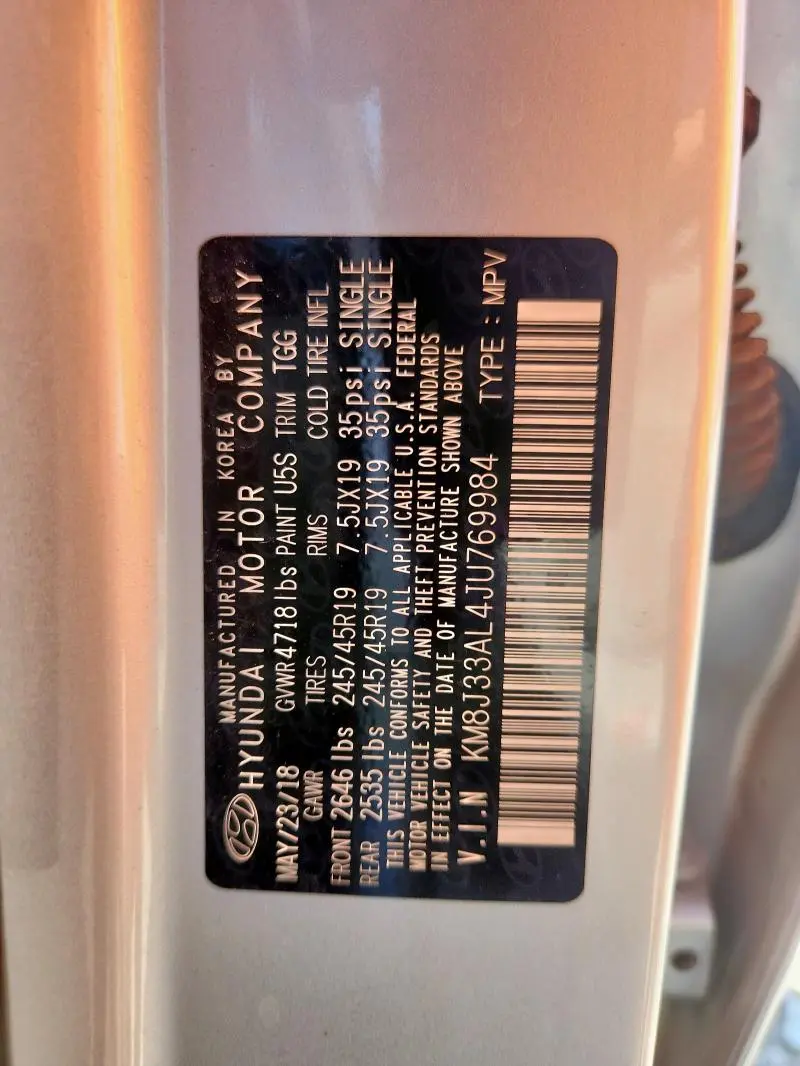 MANUFACTURED IN KOREA BY
HYUNDAI MOTOR COMPANY
MAY/23/18 GVWR4718lbs PAINT U5S TRIM TGG
GAWR TIRES RIMS COLD TIRE INFL
FRONT 2646 lbs 245/45R19 7.5JX19 35psi SINGLE
REAR 2535 lbs 245/45R19 7.5JX19 35psi SINGLE
THIS VEHICLE CONFORMS TO ALL APPLICABLE U.S.A. FEDERAL
MOTOR VEHICLE SAFETY AND THEFT PREVENTION STANDARDS
IN EFFECT ON THE DATE OF MANUFACTURE SHOWN ABOVE
V.I.N KM8J33AL4JU769984 TYPE : MPV